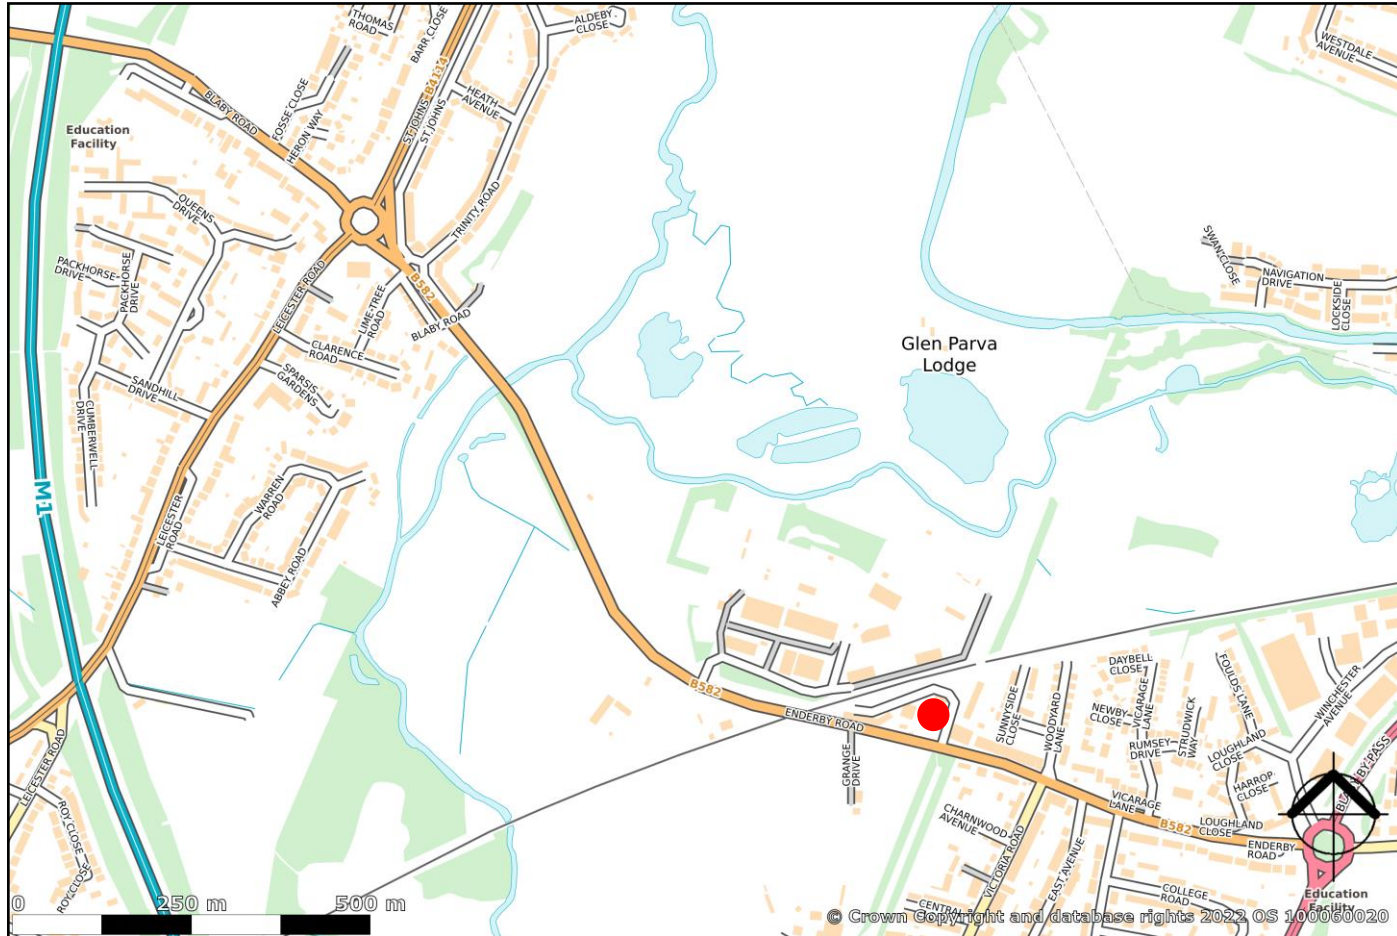 THOMAS
ROAD
BARR CLOSE
ALDEBY
CLOSE
WESTDALE
AVENUE
BLABY ROAD
FOSSE CLOSE
HERON WAY
ST JOHNS
B4114
ST JOHNS
HEATH
AVENUE
Education
Facility
QUEENS
DRIVE
TRINITY ROAD
PACKHORSE
DRIVE
PACKHORSE
DRIVE
LEICESTER ROAD
B582
LIME TREE
ROAD
BLABY ROAD
SWAN CLOSE
NAVIGATION
DRIVE
LOCKSIDE
CLOSE
Glen Parva
Lodge
CLARENCE
ROAD
SPARSIS
GARDENS
SANDHILL
DRIVE
CUMBERWELL
DRIVE
M1
WARREN
ROAD
LEICESTER
ROAD
ABBEY ROAD
B582
ENDERBY ROAD
GRANGE
DRIVE
SUNNYSIDE
CLOSE
WOODYARD
LANE
DAYBELL
CLOSE
NEWBY
CLOSE
VICARAGE
LANE
RUMSEY
DRIVE
STRUDWICK
WAY
FOULDS LANE
LOUGHLAND
CLOSE
WINCHESTER
AVENUE
HARROP
CLOSE
BLABY BY-PASS
LEICESTER ROAD
ROY CLOSE
ROY CLOSE
CHARNWOOD
AVENUE
VICTORIA ROAD
EAST AVENUE
VICARAGE
LANE
B582
LOUGHLAND
CLOSE
ENDERBY
ROAD
COLLEGE
ROAD
CENTRAL
Education
Facility
0 250 m 500 m
© Crown Copyright and database rights 2022 OS 100060020